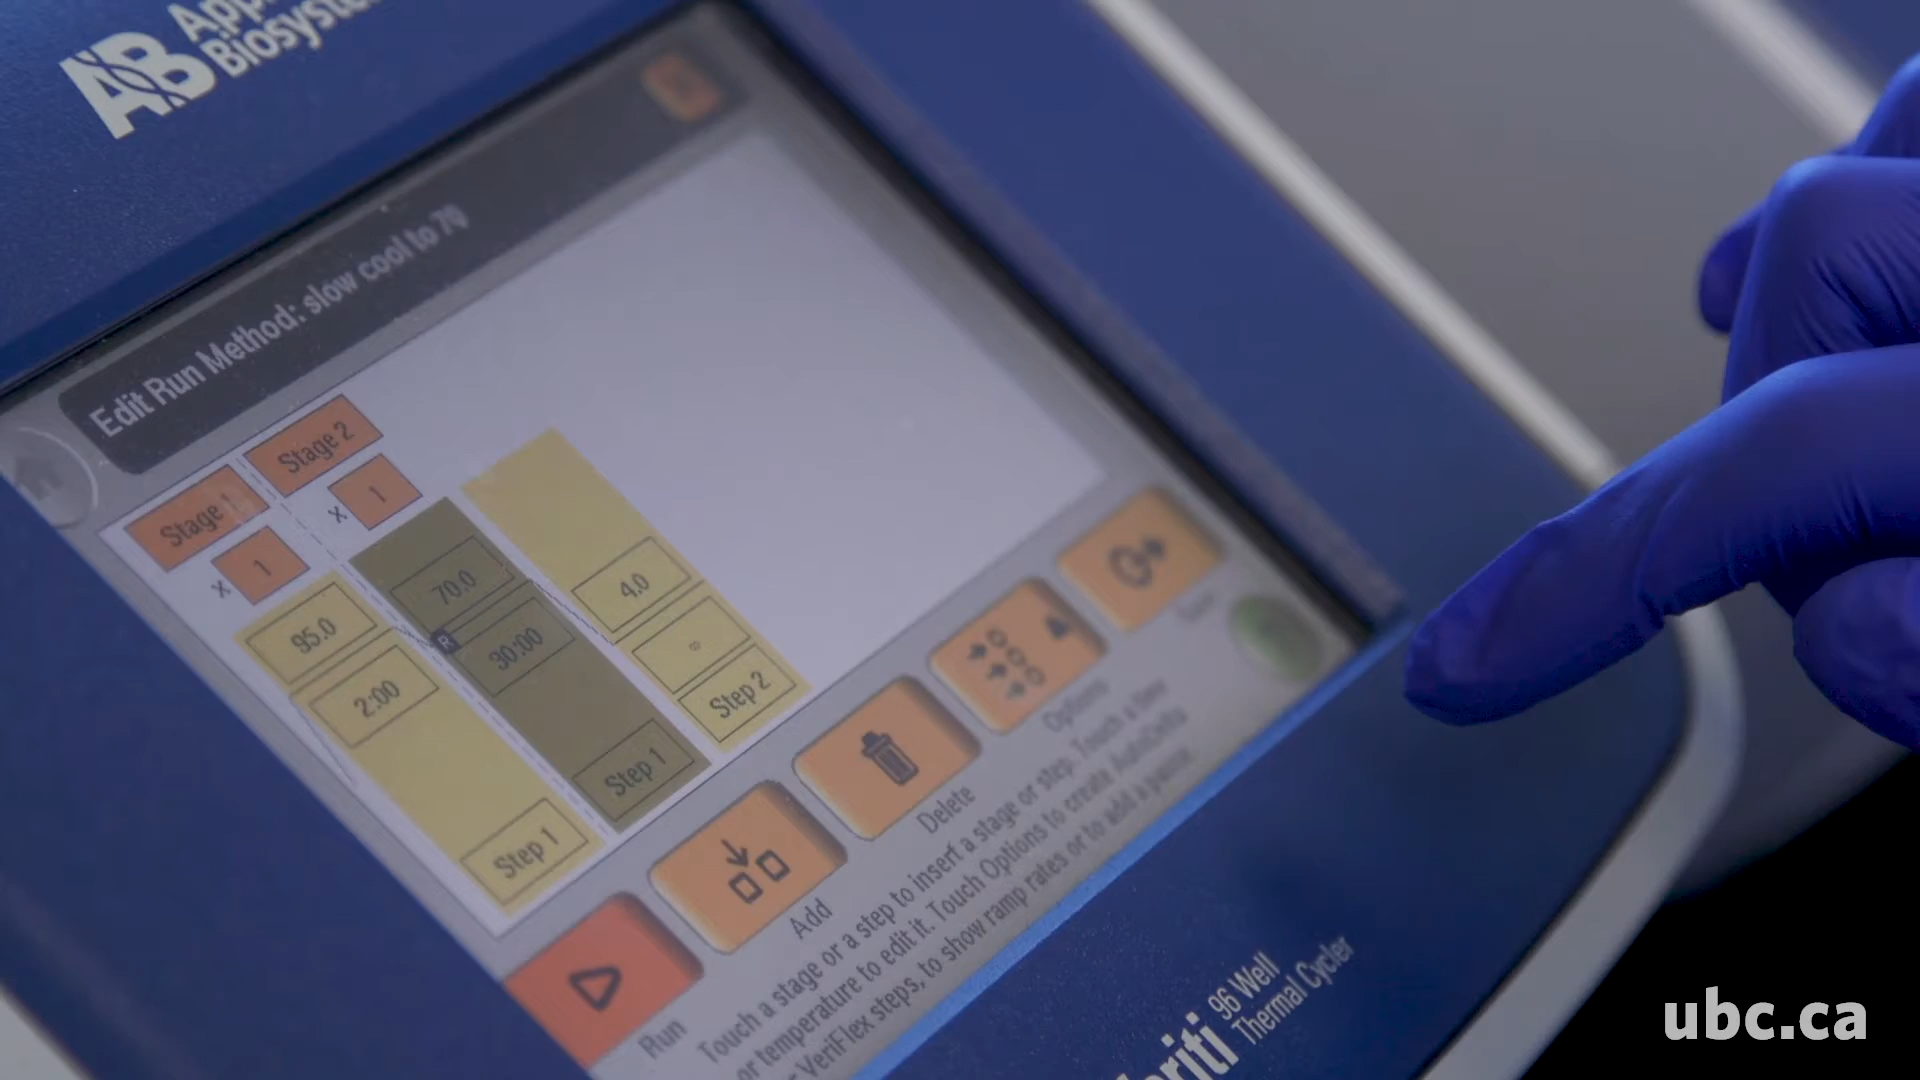 AB
Biosystem
Edit Run Method: slow cool to 70
Stage 1
Stage 2
x 1
x 1
95.0
70.0
4.0
2:00
R
30:00
∞
Step 1
Step 1
Step 2
Run
Add
Delete
Options
Touch a stage or a step to insert a stage or step. Touch a time
or temperature to edit it. Touch Options to create AutoDelta
VeriFlex steps, to show ramp rates or to add a pause.
eriti 96 Well
Thermal Cycler
ubc.ca